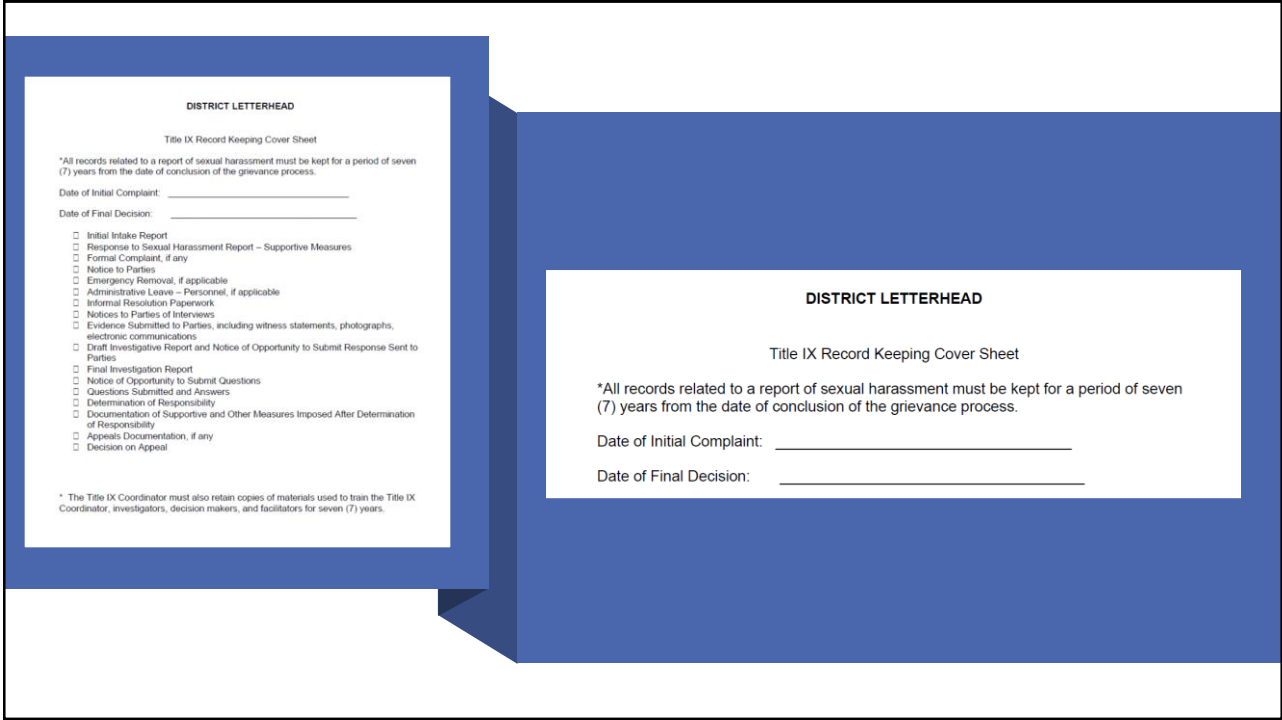 DISTRICT LETTERHEAD
Title IX Record Keeping Cover Sheet
*All records related to a report of sexual harassment must be kept for a period of seven
(7) years from the date of conclusion of the grievance process.
Date of Initial Complaint: ____________________
Date of Final Decision: ____________________
☐ Initial Intake Report
☐ Response to Sexual Harassment Report – Supportive Measures
☐ Formal Complaint, if any
☐ Notice to Parties
☐ Emergency Removal, if applicable
☐ Administrative Leave – Personnel, if applicable
☐ Informal Resolution Paperwork
☐ Notices to Parties of Interviews
☐ Evidence Submitted to Parties, including witness statements, photographs,
electronic communications
☐ Draft Investigative Report and Notice of Opportunity to Submit Response Sent to
Parties
☐ Final Investigation Report
☐ Notice of Opportunity to Submit Questions
☐ Questions Submitted and Answers
☐ Determination of Responsibility
☐ Documentation of Supportive and Other Measures Imposed After Determination
of Responsibility
☐ Appeals Documentation, if any
☐ Decision on Appeal
* The Title IX Coordinator must also retain copies of materials used to train the Title IX
Coordinator, investigators, decision makers, and facilitators for seven (7) years.
DISTRICT LETTERHEAD
Title IX Record Keeping Cover Sheet
*All records related to a report of sexual harassment must be kept for a period of seven
(7) years from the date of conclusion of the grievance process.
Date of Initial Complaint: ____________________
Date of Final Decision: ____________________